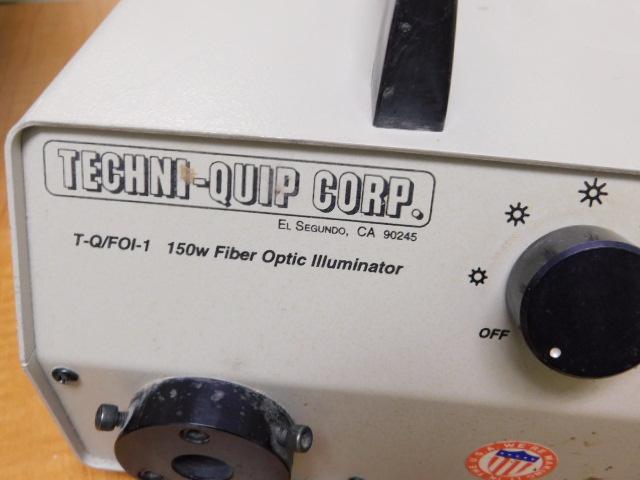 TECHNI-QUIP CORP.
EL SEGUNDO, CA 90245
T-Q/FOI-1 150w Fiber Optic Illuminator
OFF